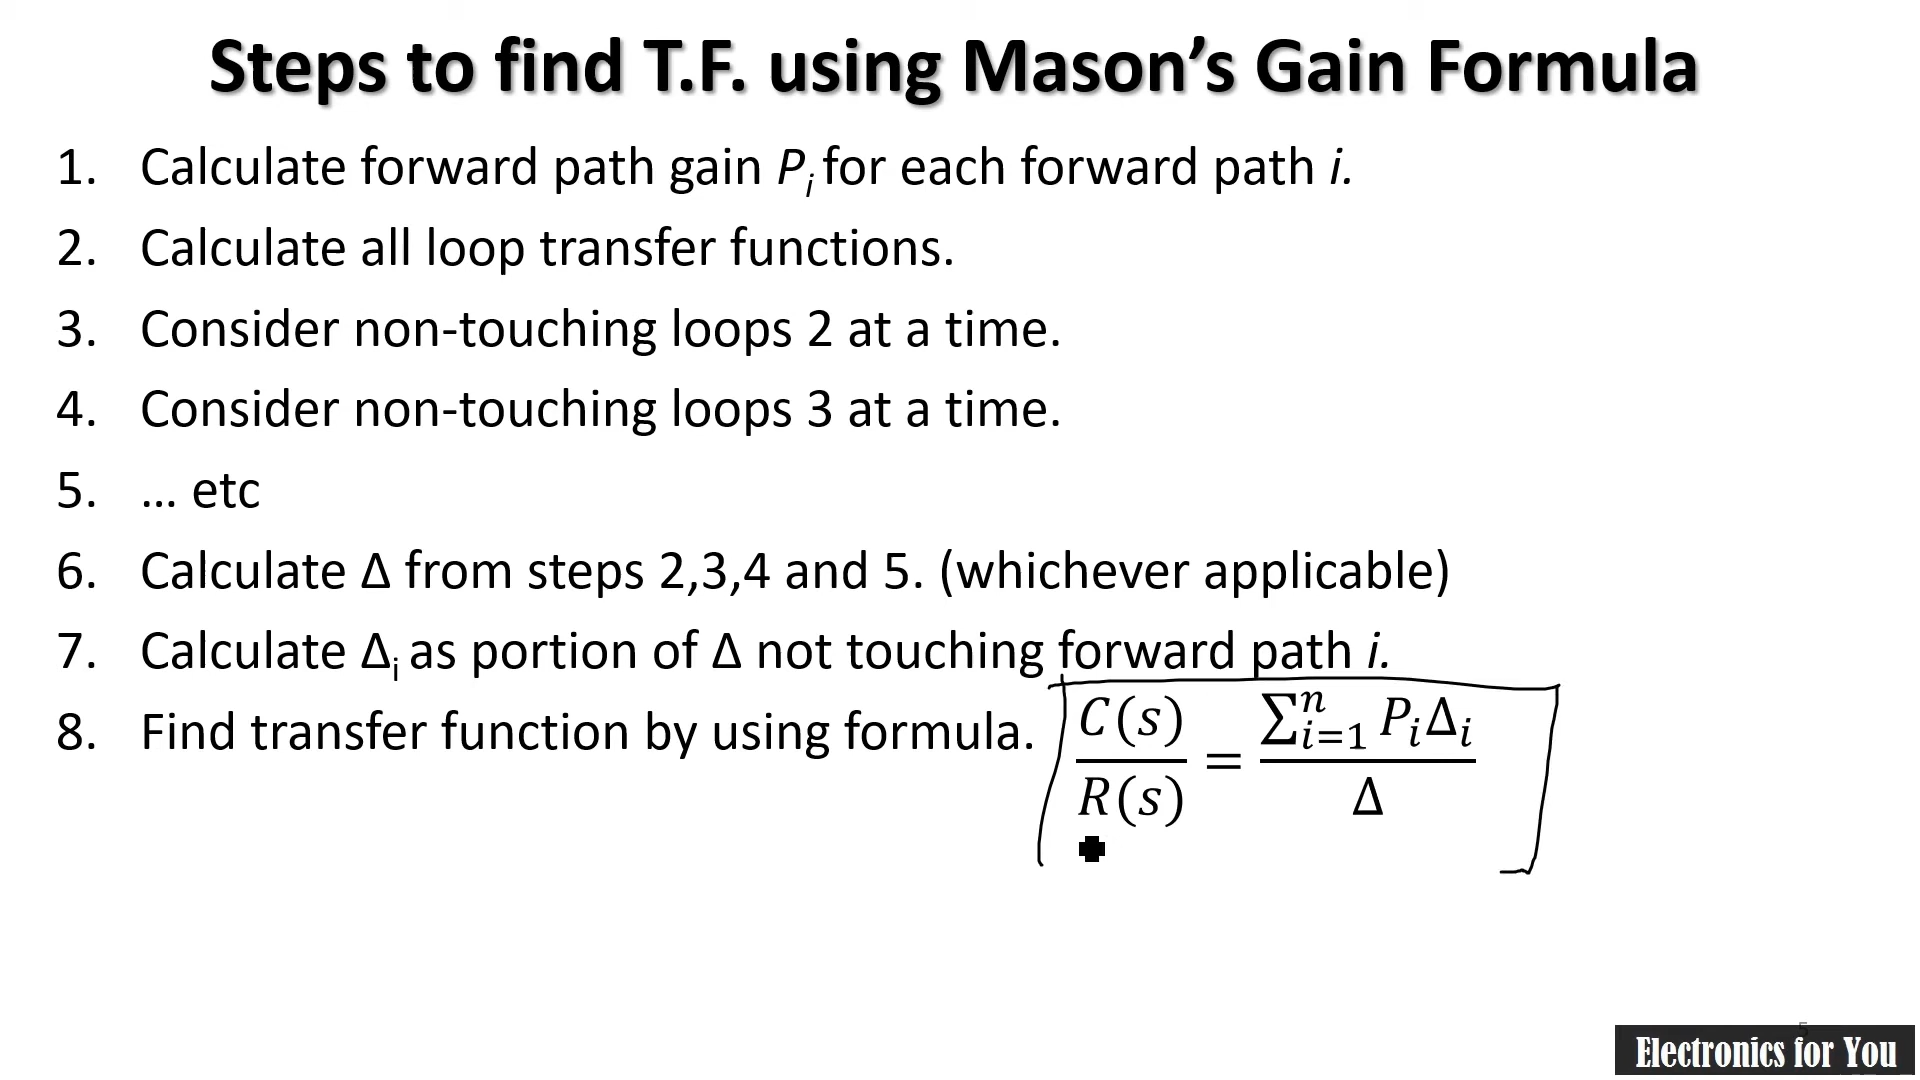 Steps to find T.F. using Mason’s Gain Formula
1. Calculate forward path gain Pᵢ for each forward path i.
2. Calculate all loop transfer functions.
3. Consider non-touching loops 2 at a time.
4. Consider non-touching loops 3 at a time.
5. … etc
6. Calculate Δ from steps 2,3,4 and 5. (whichever applicable)
7. Calculate Δᵢ as portion of Δ not touching forward path i.
8. Find transfer function by using formula. C(s)/R(s) = ∑ⁿᵢ₌₁ PᵢΔᵢ/Δ
5
Electronics for You